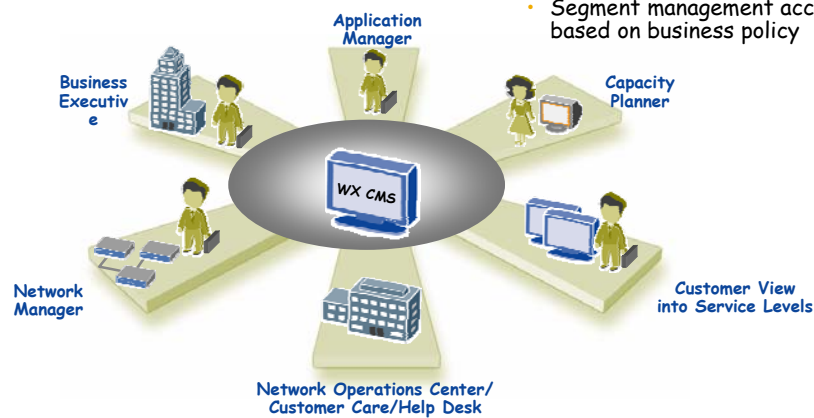 • Segment management acc
based on business policy
Application
Manager
Business
Executiv
e
Capacity
Planner
WX CMS
Network
Manager
Customer View
into Service Levels
Network Operations Center/
Customer Care/Help Desk